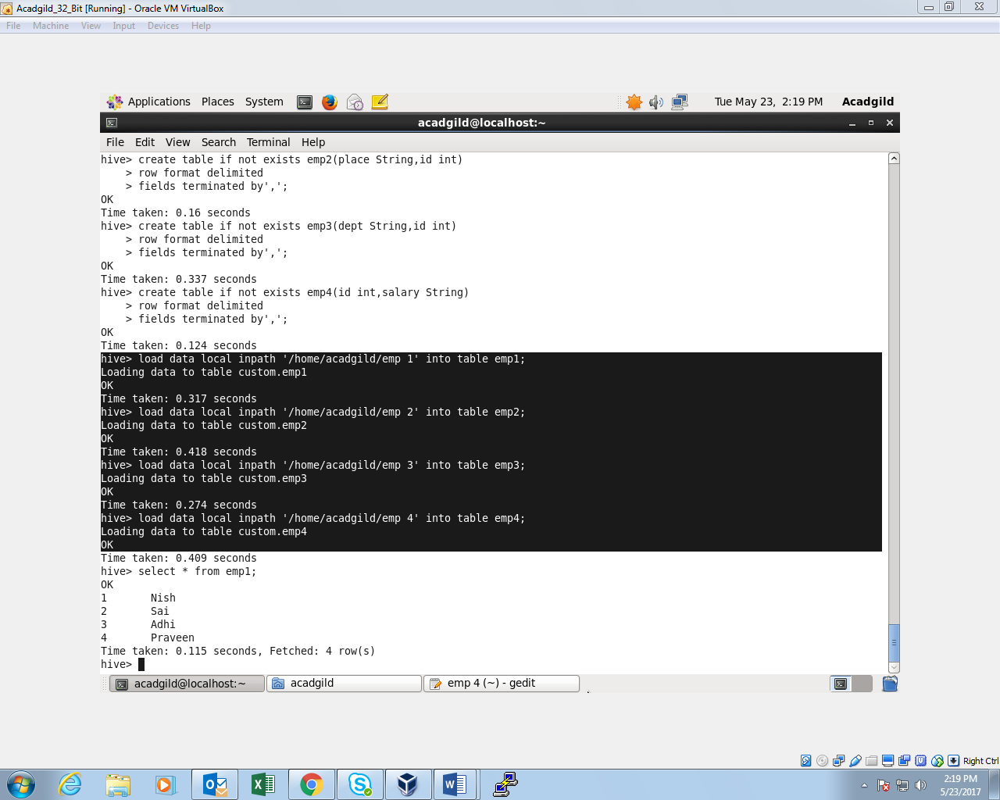 Acadgild_32_Bit [Running] - Oracle VM VirtualBox
File Machine View Input Devices Help
Applications Places System Tue May 23, 2:19 PM Acadgild
acadgild@localhost:~
File Edit View Search Terminal Help
hive> create table if not exists emp2(place String,id int)
    > row format delimited
    > fields terminated by',';
OK
Time taken: 0.16 seconds
hive> create table if not exists emp3(dept String,id int)
    > row format delimited
    > fields terminated by',';
OK
Time taken: 0.337 seconds
hive> create table if not exists emp4(id int,salary String)
    > row format delimited
    > fields terminated by',';
OK
Time taken: 0.124 seconds
hive> load data local inpath '/home/acadgild/emp 1' into table emp1;
Loading data to table custom.emp1
OK
Time taken: 0.317 seconds
hive> load data local inpath '/home/acadgild/emp 2' into table emp2;
Loading data to table custom.emp2
OK
Time taken: 0.418 seconds
hive> load data local inpath '/home/acadgild/emp 3' into table emp3;
Loading data to table custom.emp3
OK
Time taken: 0.274 seconds
hive> load data local inpath '/home/acadgild/emp 4' into table emp4;
Loading data to table custom.emp4
OK
Time taken: 0.409 seconds
hive> select * from emp1;
OK
1 Nish
2 Sai
3 Adhi
4 Praveen
Time taken: 0.115 seconds, Fetched: 4 row(s)
hive>
acadgild@localhost:~ acadgild emp 4 (~) - gedit
Right Ctrl
2:19 PM
5/23/2017